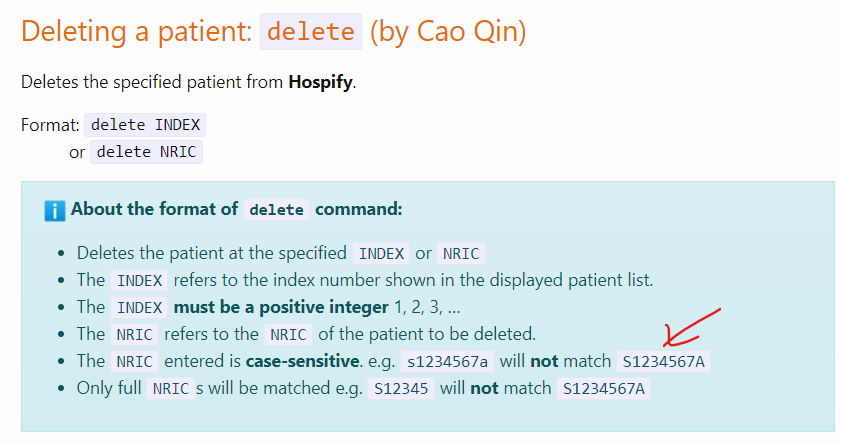 Deleting a patient: delete (by Cao Qin)
Deletes the specified patient from Hospify.
Format: delete INDEX
or delete NRIC
About the format of delete command:
• Deletes the patient at the specified INDEX or NRIC
• The INDEX refers to the index number shown in the displayed patient list.
• The INDEX must be a positive integer 1, 2, 3, …
• The NRIC refers to the NRIC of the patient to be deleted.
• The NRIC entered is case-sensitive. e.g. s1234567a will not match S1234567A
• Only full NRIC s will be matched e.g. S12345 will not match S1234567A